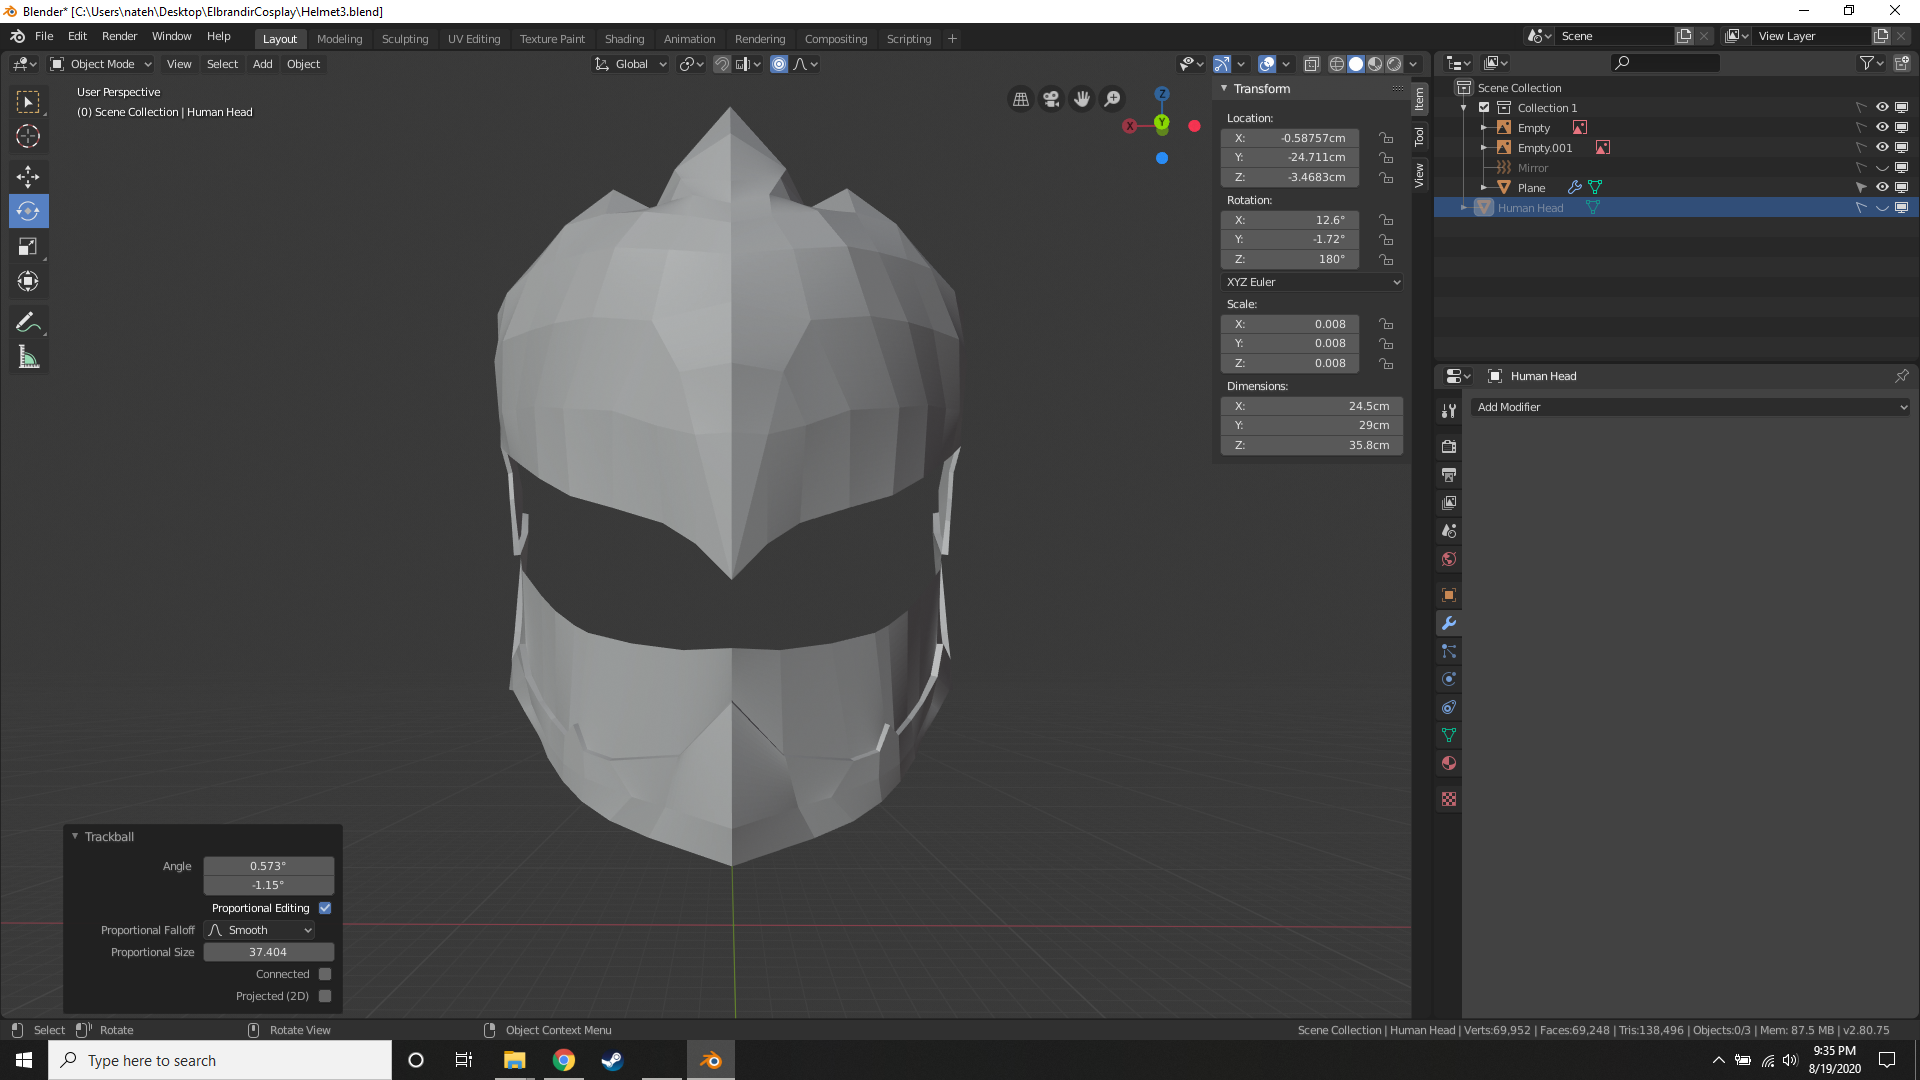 Blender* [C:\Users\nateh\Desktop\ElbrandirCosplay\Helmet3.blend]
File Edit Render Window Help
Layout Modeling Sculpting UV Editing Texture Paint Shading Animation Rendering Compositing Scripting +
Scene
View Layer
Object Mode View Select Add Object
Global
User Perspective
(0) Scene Collection | Human Head
Z
X
Y
Transform
Location:
X: -0.58757cm
Y: -24.711cm
Z: -3.4683cm
Rotation:
X: 12.6°
Y: -1.72°
Z: 180°
XYZ Euler
Scale:
X: 0.008
Y: 0.008
Z: 0.008
Dimensions:
X: 24.5cm
Y: 29cm
Z: 35.8cm
Item
Tool
View
Scene Collection
Collection 1
Empty
Empty.001
Mirror
Plane
Human Head
Human Head
Add Modifier
Trackball
Angle 0.573°
-1.15°
Proportional Editing
Proportional Falloff Smooth
Proportional Size 37.404
Connected
Projected (2D)
Select Rotate Rotate View Object Context Menu
Scene Collection | Human Head | Verts:69,952 | Faces:69,248 | Tris:138,496 | Objects:0/3 | Mem: 87.5 MB | v2.80.75
Type here to search
9:35 PM
8/19/2020